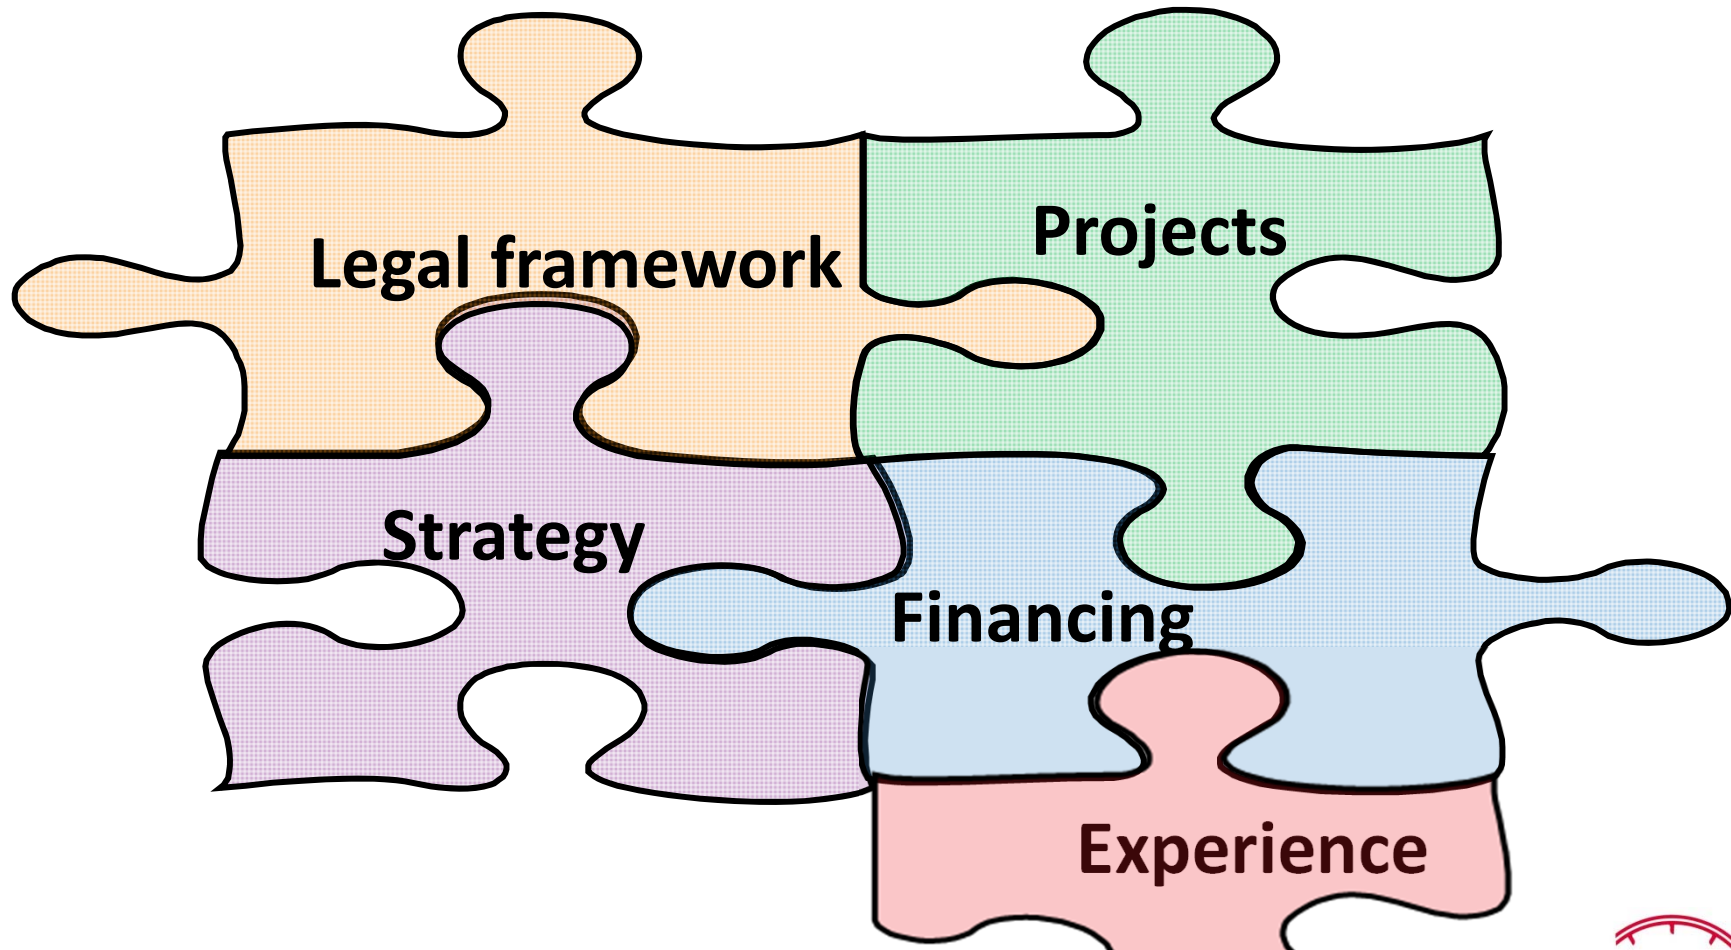 Legal framework
Projects
Strategy
Financing
Experience